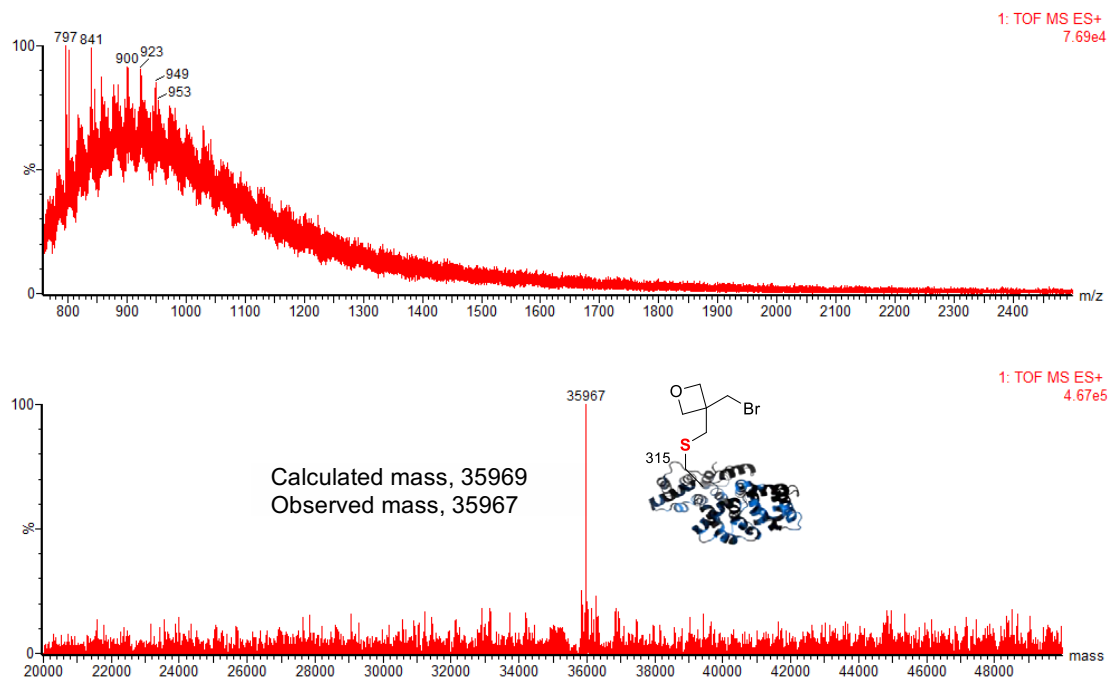 1: TOF MS ES+
7.69e4
100
797 841
900 923
949
953
%
0
m/z
800 900 1000 1100 1200 1300 1400 1500 1600 1700 1800 1900 2000 2100 2200 2300 2400
1: TOF MS ES+
4.67e5
100
35967
O
Br
S
315
Calculated mass, 35969
Observed mass, 35967
%
0
mass
20000 22000 24000 26000 28000 30000 32000 34000 36000 38000 40000 42000 44000 46000 48000